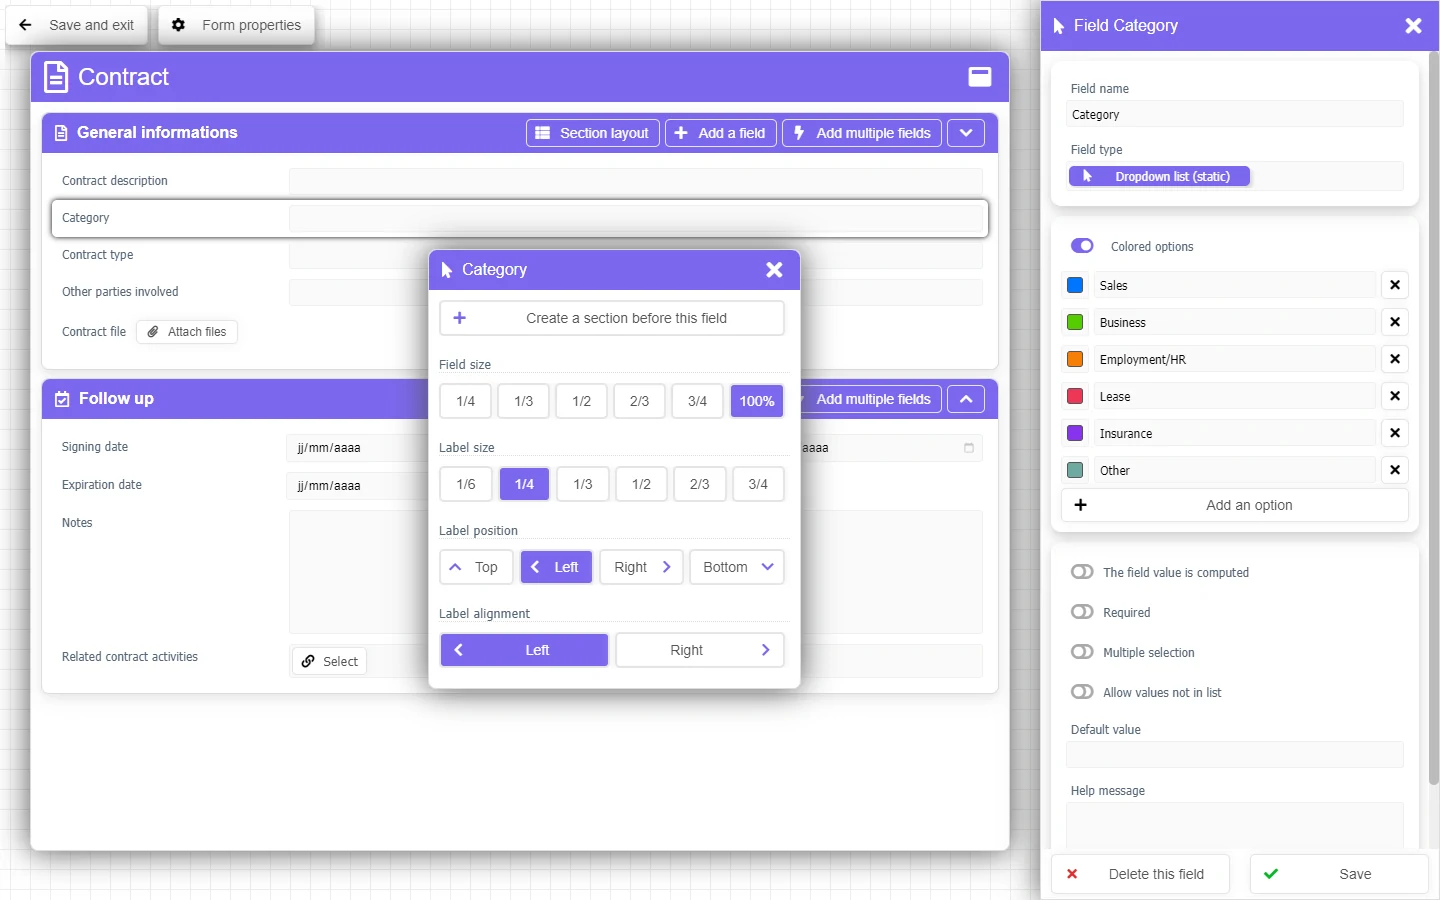 Save and exit
Form properties
Contract
General informations
Section layout
Add a field
Add multiple fields
Contract description
Category
Contract type
Other parties involved
Contract file
Attach files
Follow up
Add multiple fields
Signing date
jj/mm/aaaa
aaaa
Expiration date
jj/mm/aaaa
Notes
Related contract activities
Select
Category
Create a section before this field
Field size
1/4 1/3 1/2 2/3 3/4 100%
Label size
1/6 1/4 1/3 1/2 2/3 3/4
Label position
Top Left Right Bottom
Label alignment
Left Right
Field Category
Field name
Category
Field type
Dropdown list (static)
Colored options
Sales
Business
Employment/HR
Lease
Insurance
Other
Add an option
The field value is computed
Required
Multiple selection
Allow values not in list
Default value
Help message
Delete this field
Save